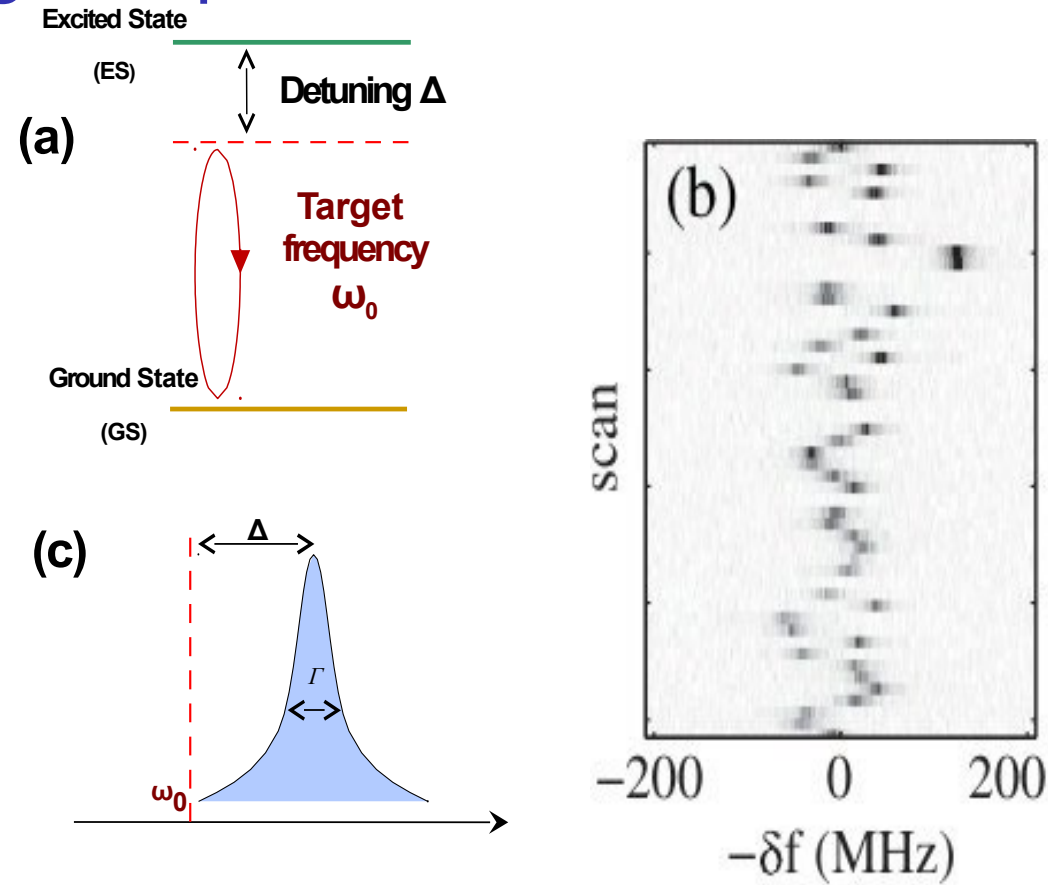 Excited State
(ES)
Detuning Δ
(a)
Target
frequency
ω0
Ground State
(GS)
(b)
scan
−200 0 200
−δf (MHz)
(c)
Δ
Γ
ω0